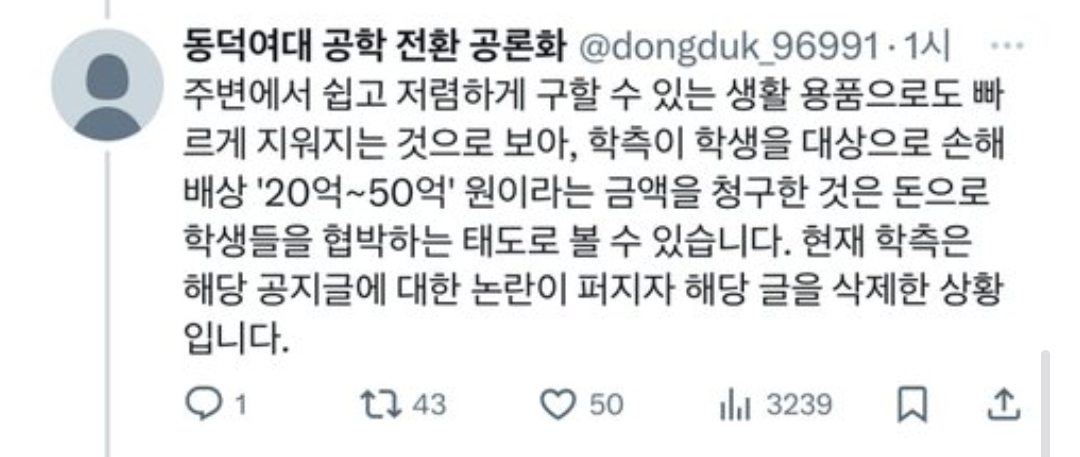 동덕여대 공학 전환 공론화 @dongduk_96991 · 1시 ···
주변에서 쉽고 저렴하게 구할 수 있는 생활 용품으로도 빠
르게 지워지는 것으로 보아, 학측이 학생을 대상으로 손해
배상 '20억~50억' 원이라는 금액을 청구한 것은 돈으로
학생들을 협박하는 태도로 볼 수 있습니다. 현재 학측은
해당 공지글에 대한 논란이 퍼지자 해당 글을 삭제한 상황
입니다.
1 43 50 3239